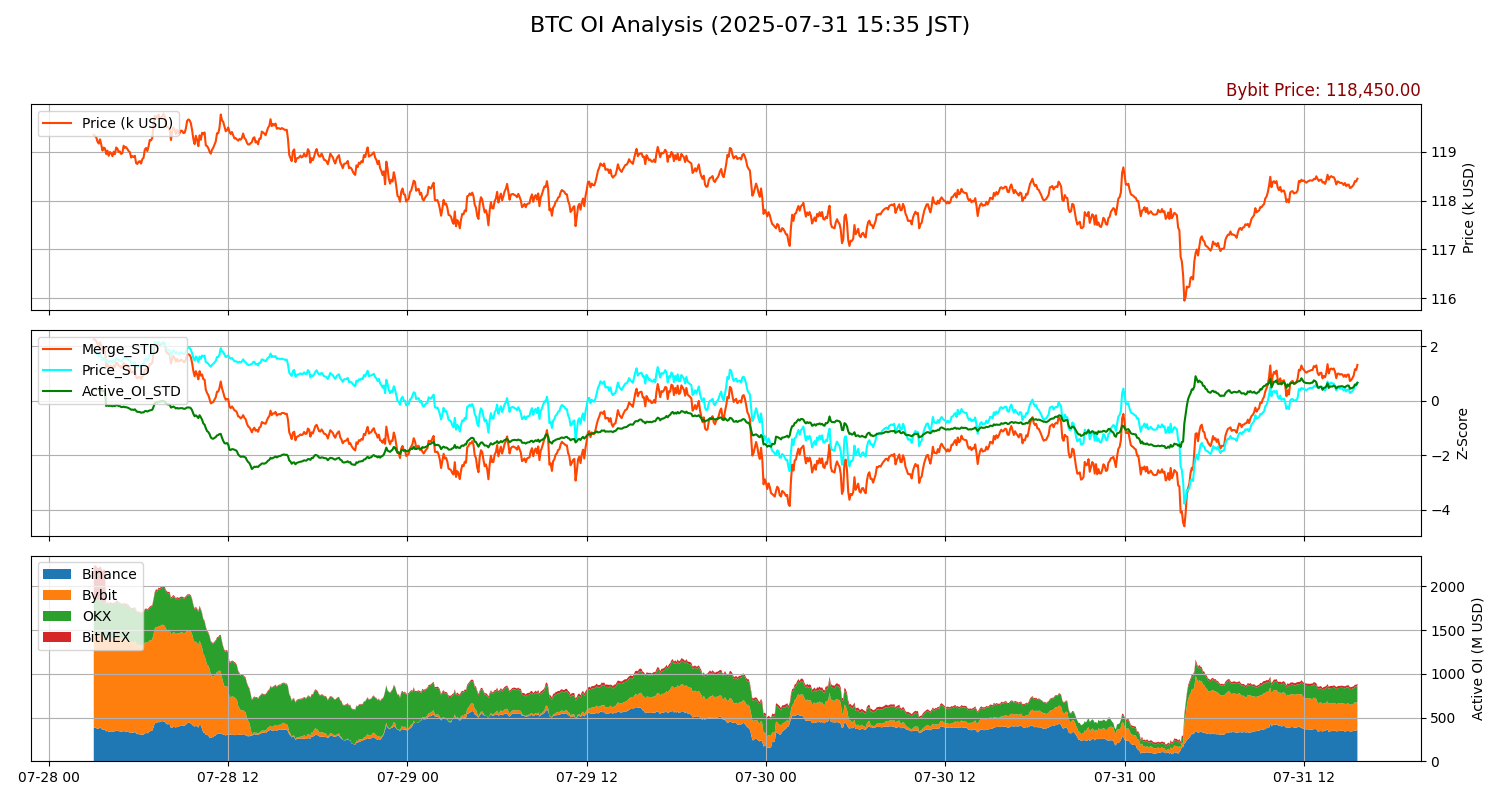 BTC OI Analysis (2025-07-31 15:35 JST)
Bybit Price: 118,450.00
Price (k USD)
119
118
117
116
Price (k USD)
Merge_STD
Price_STD
Active_OI_STD
2
0
−2
−4
Z-Score
Binance
Bybit
OKX
BitMEX
2000
1500
1000
500
0
Active OI (M USD)
07-28 00
07-28 12
07-29 00
07-29 12
07-30 00
07-30 12
07-31 00
07-31 12